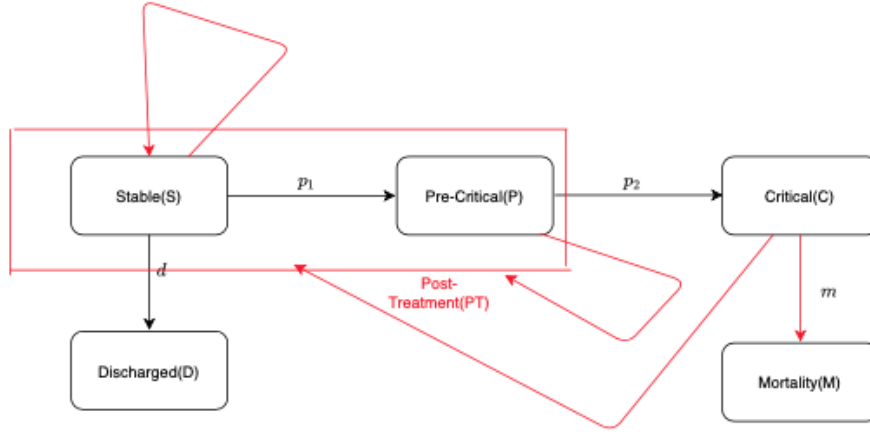 Stable(S)
p₁
Pre-Critical(P)
p₂
Critical(C)
d
Post-
Treatment(PT)
m
Discharged(D)
Mortality(M)